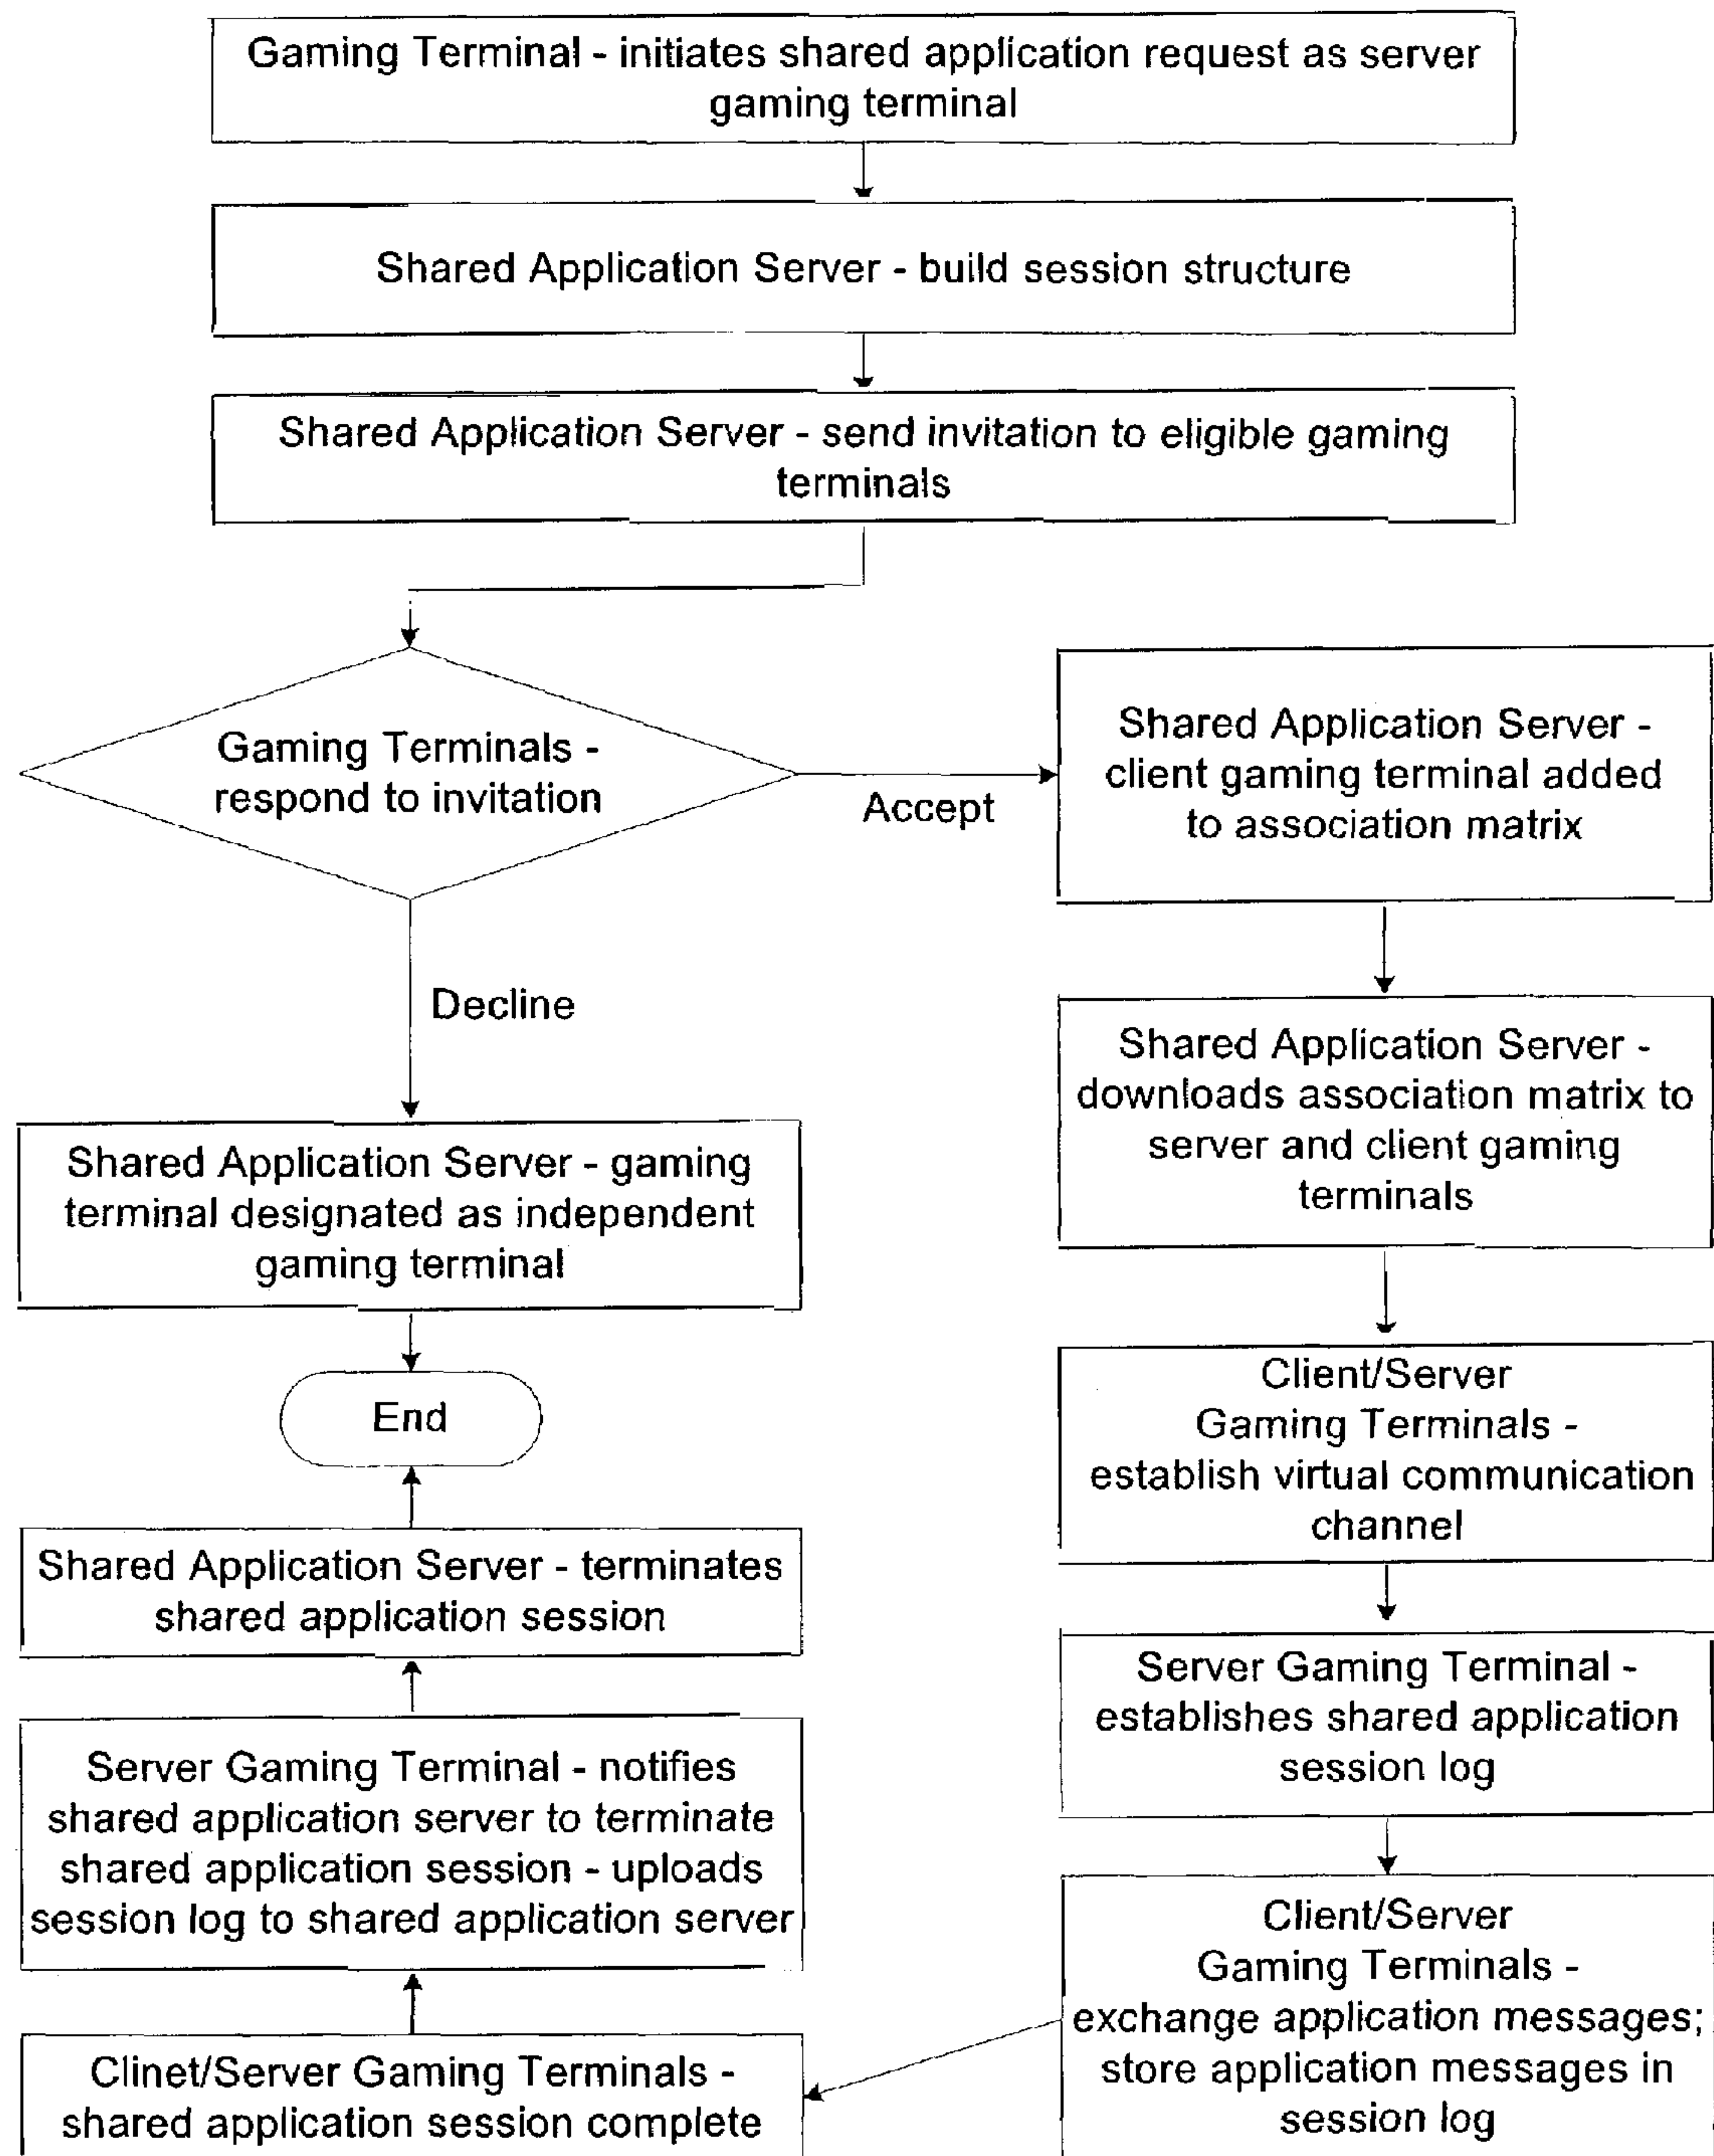 Gaming Terminal - initiates shared application request as server
gaming terminal
Shared Application Server - build session structure
Shared Application Server - send invitation to eligible gaming
terminals
Gaming Terminals -
respond to invitation
Accept
Shared Application Server -
client gaming terminal added
to association matrix
Decline
Shared Application Server -
downloads association matrix to
server and client gaming
terminals
Shared Application Server - gaming
terminal designated as independent
gaming terminal
End
Client/Server
Gaming Terminals -
establish virtual communication
channel
Server Gaming Terminal -
establishes shared application
session log
Client/Server
Gaming Terminals -
exchange application messages;
store application messages in
session log
Clinet/Server Gaming Terminals -
shared application session complete
Server Gaming Terminal - notifies
shared application server to terminate
shared application session - uploads
session log to shared application server
Shared Application Server - terminates
shared application session